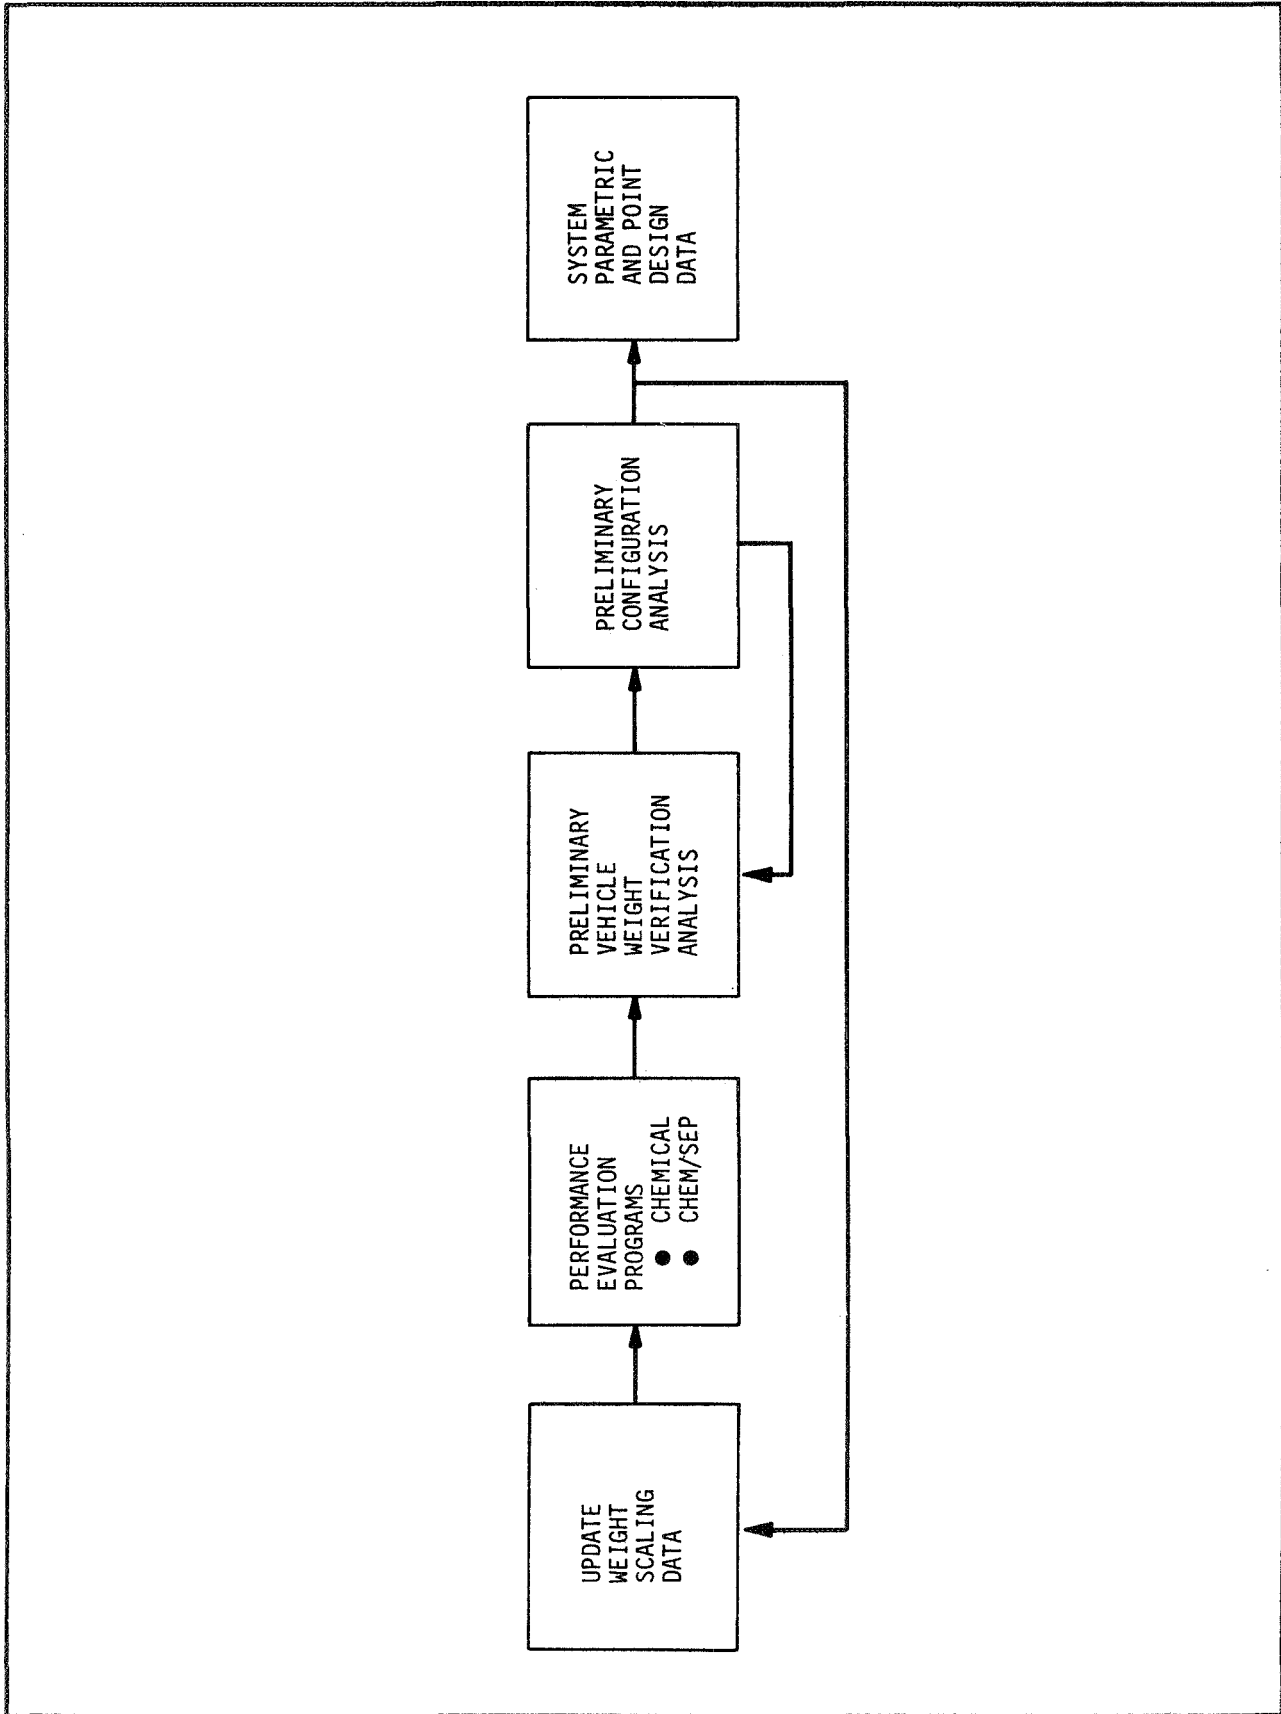 UPDATE
WEIGHT
SCALING
DATA
PERFORMANCE
EVALUATION
PROGRAMS
● CHEMICAL
● CHEM/SEP
PRELIMINARY
VEHICLE
WEIGHT
VERIFICATION
ANALYSIS
PRELIMINARY
CONFIGURATION
ANALYSIS
SYSTEM
PARAMETRIC
AND POINT
DESIGN
DATA